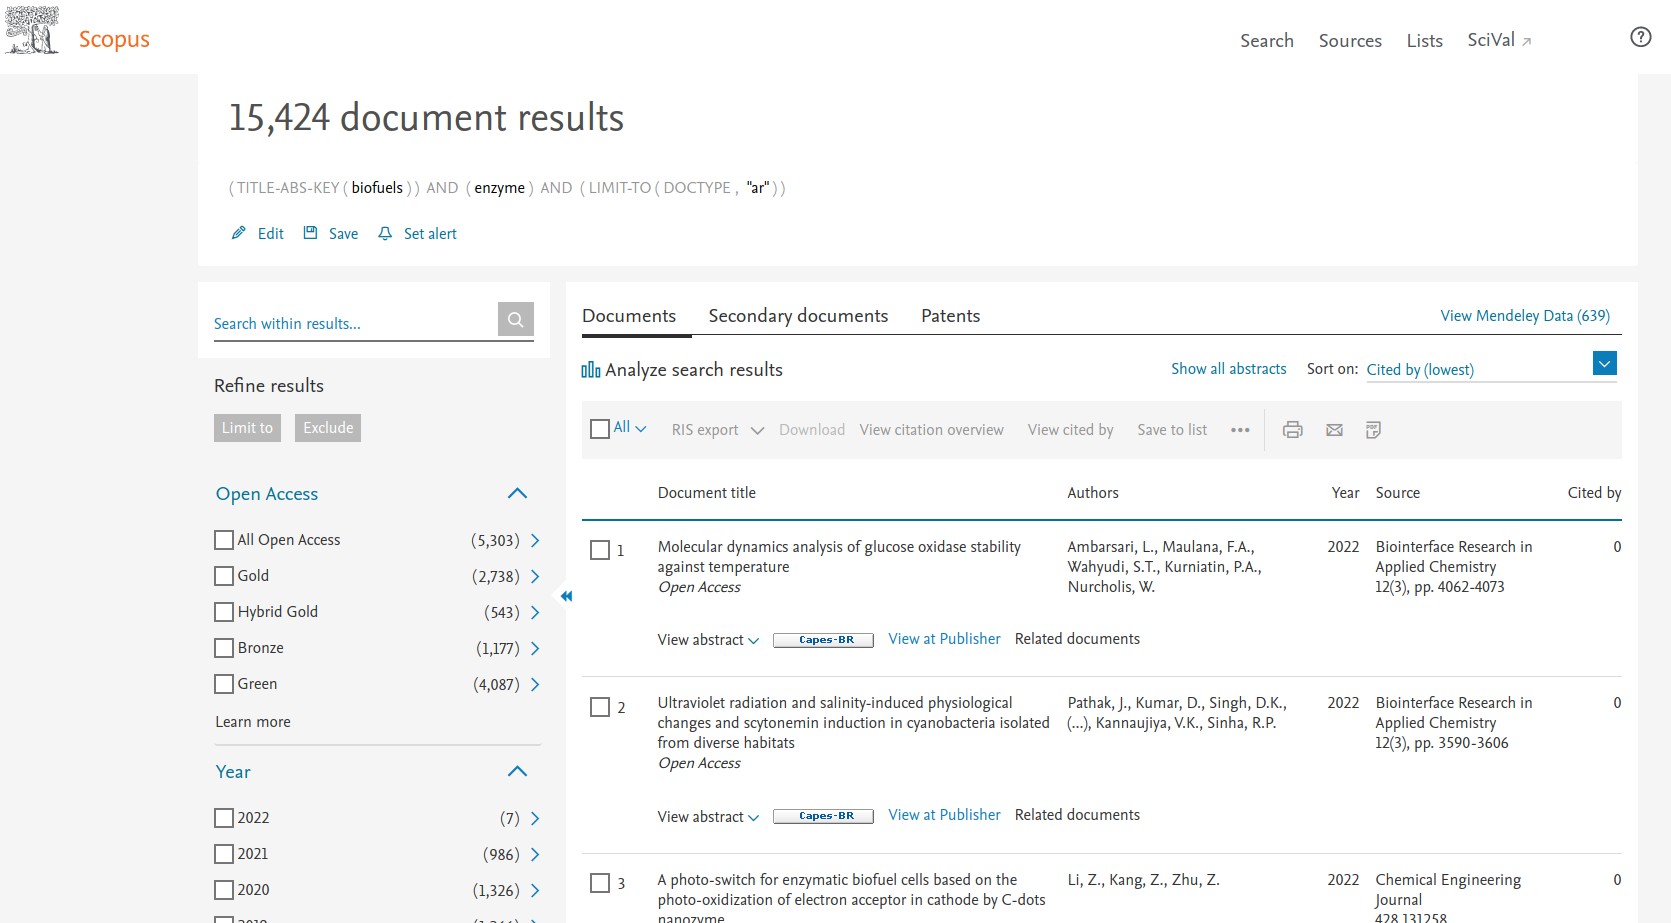 Scopus
Search Sources Lists SciVal ↗
15,424 document results
( TITLE-ABS-KEY ( biofuels ) ) AND ( enzyme ) AND ( LIMIT-TO ( DOCTYPE , "ar" ) )
Edit Save Set alert
Search within results...
Refine results
Limit to Exclude
Open Access
All Open Access (5,303)
Gold (2,738)
Hybrid Gold (543)
Bronze (1,177)
Green (4,087)
Learn more
Year
2022 (7)
2021 (986)
2020 (1,326)
Documents Secondary documents Patents View Mendeley Data (639)
Analyze search results Show all abstracts Sort on: Cited by (lowest)
All RIS export Download View citation overview View cited by Save to list ••• PDF
Document title Authors Year Source Cited by
1 Molecular dynamics analysis of glucose oxidase stability Ambarsari, L., Maulana, F.A., 2022 Biointerface Research in 0
against temperature Wahyudi, S.T., Kurniatin, P.A., Applied Chemistry
Open Access Nurcholis, W. 12(3), pp. 4062-4073
View abstract Capes-BR View at Publisher Related documents
2 Ultraviolet radiation and salinity-induced physiological Pathak, J., Kumar, D., Singh, D.K., 2022 Biointerface Research in 0
changes and scytonemin induction in cyanobacteria isolated (...), Kannaujiya, V.K., Sinha, R.P. Applied Chemistry
from diverse habitats 12(3), pp. 3590-3606
Open Access
View abstract Capes-BR View at Publisher Related documents
3 A photo-switch for enzymatic biofuel cells based on the Li, Z., Kang, Z., Zhu, Z. 2022 Chemical Engineering 0
photo-oxidization of electron acceptor in cathode by C-dots Journal
nanozyme 428,131258